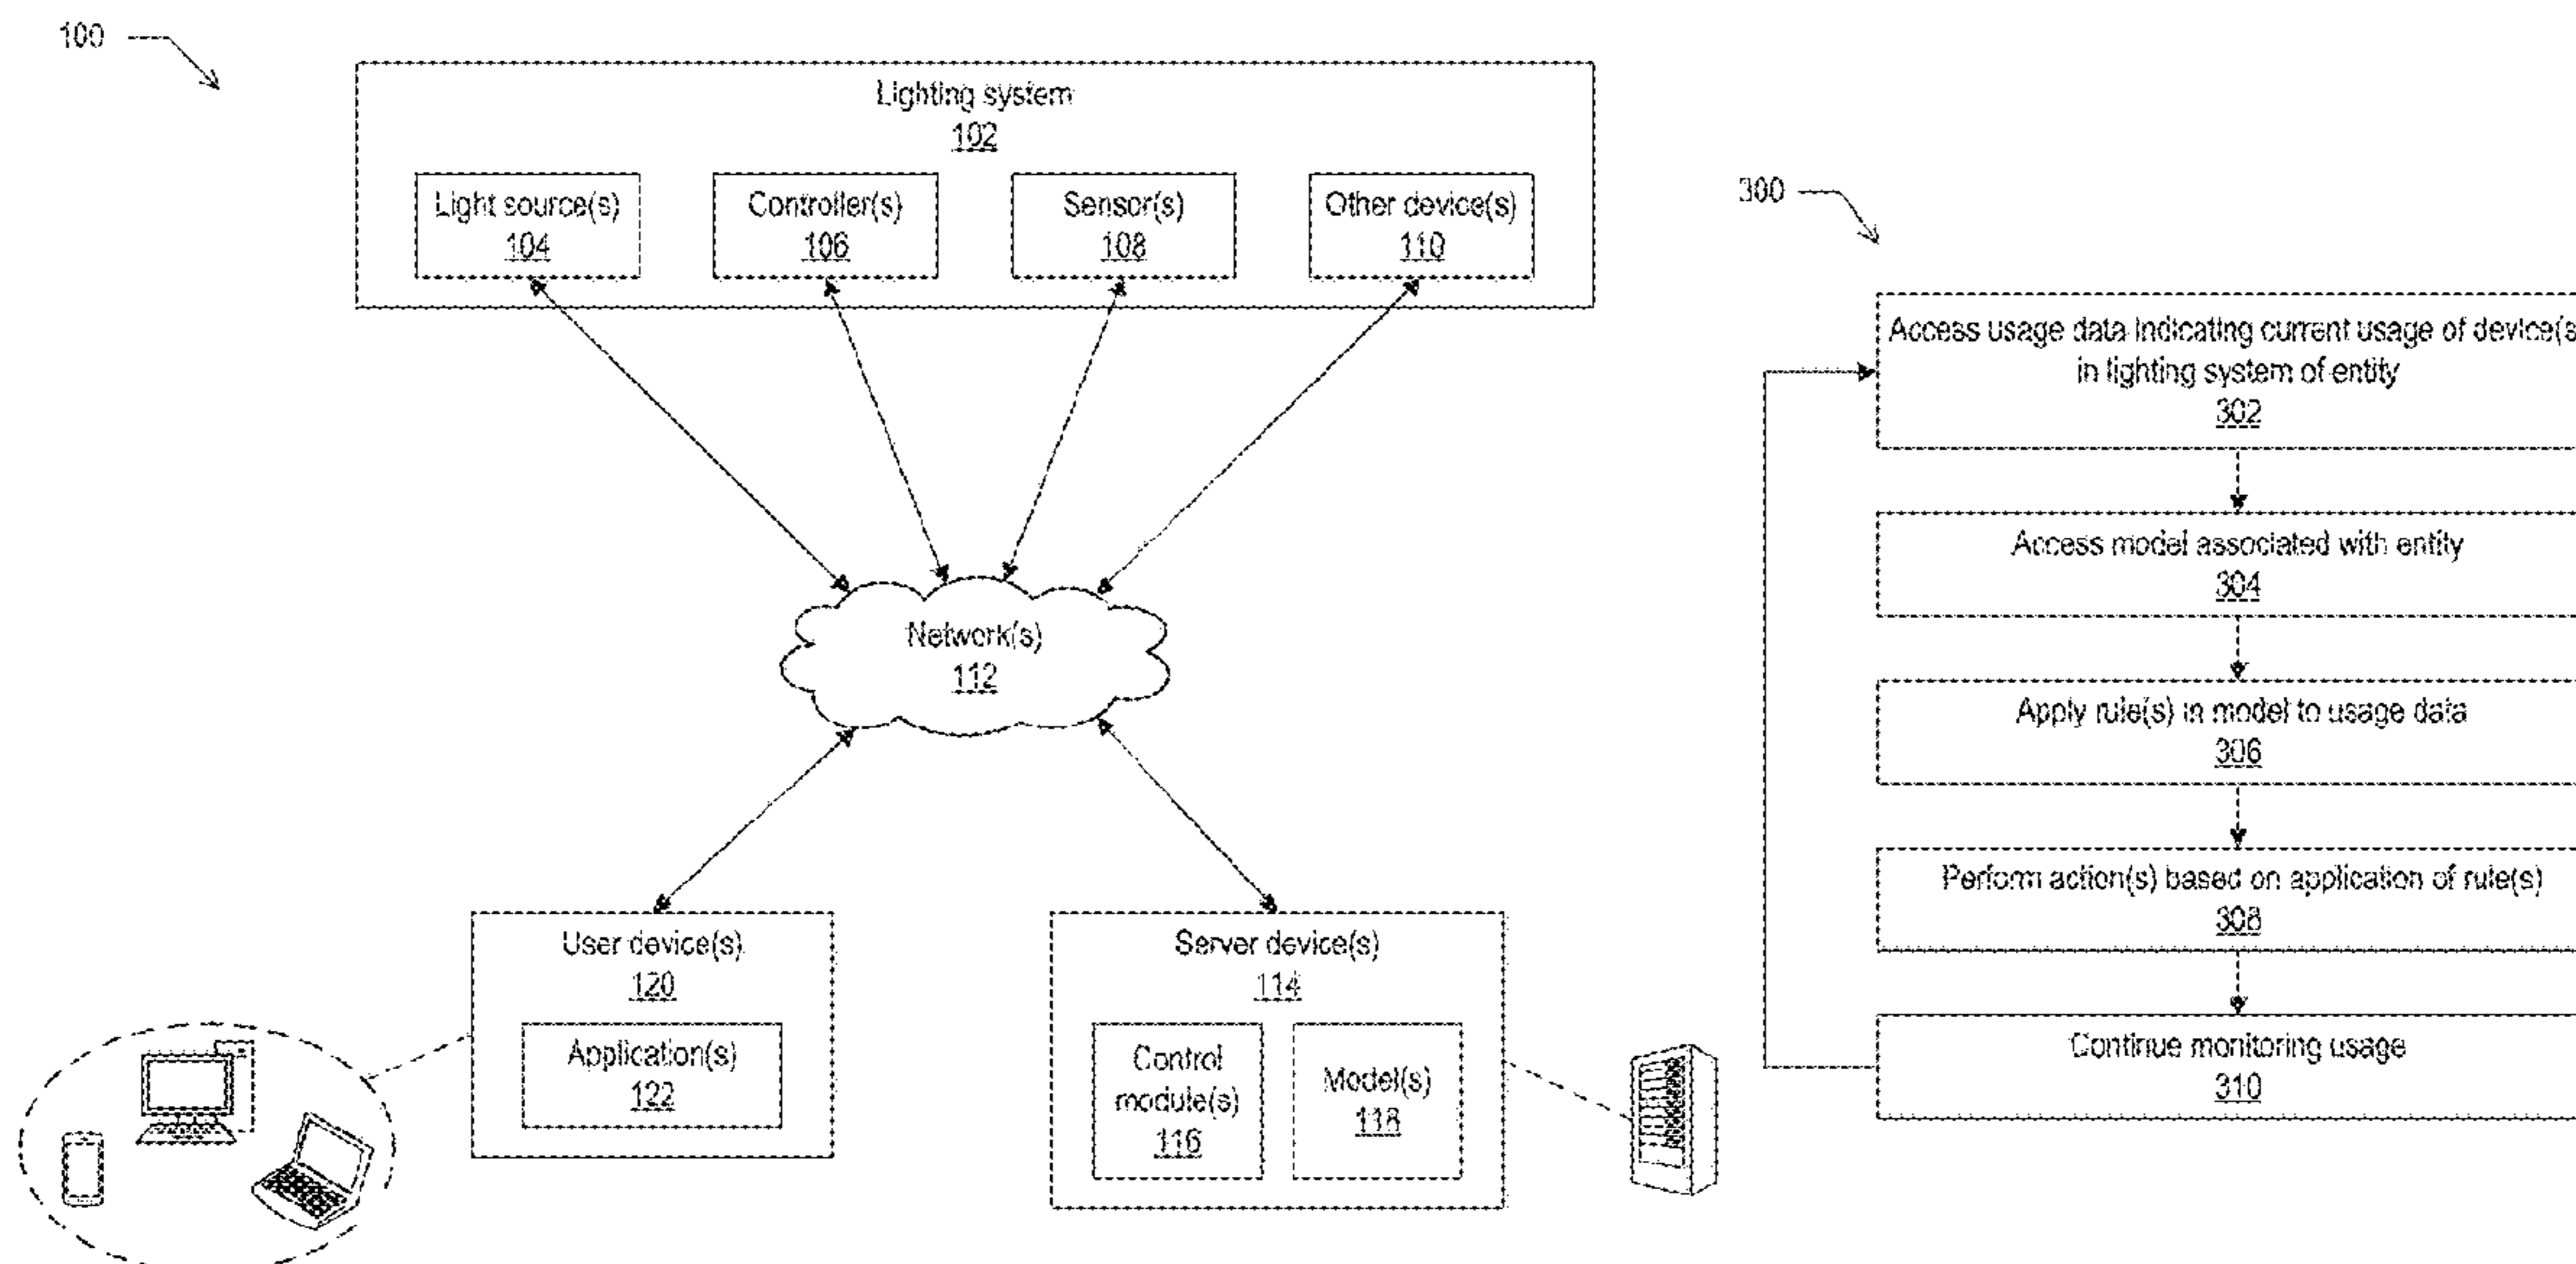 100
Lighting system
102
Light source(s)
104
Controller(s)
106
Sensor(s)
108
Other device(s)
110
Network(s)
112
User device(s)
120
Application(s)
122
Server device(s)
114
Control
module(s)
116
Model(s)
118
300
Access usage data indicating current usage of device(s
in lighting system of entity
302
Access model associated with entity
304
Apply rule(s) in model to usage data
306
Perform action(s) based on application of rule(s)
308
Continue monitoring usage
310